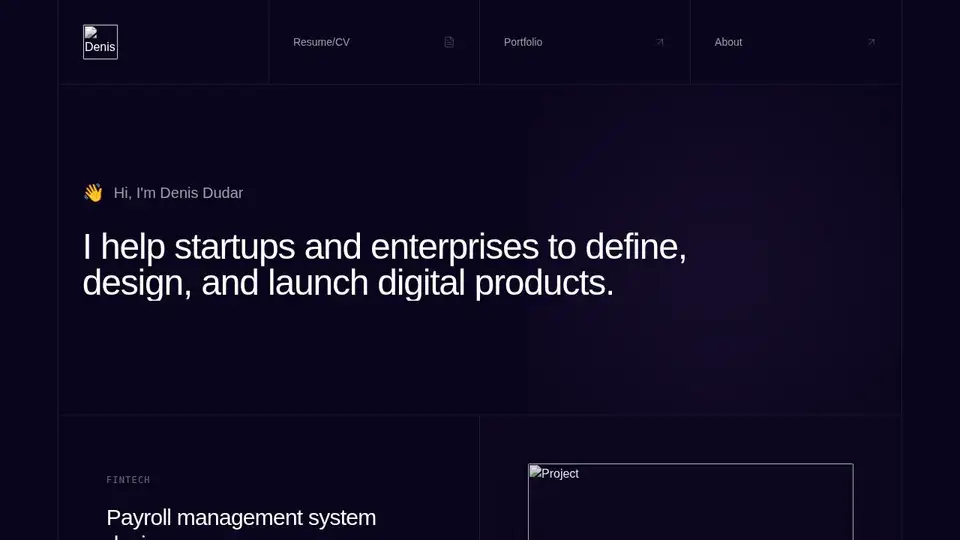 Denis
Resume/CV
Portfolio
About
👋 Hi, I'm Denis Dudar
I help startups and enterprises to define,
design, and launch digital products.
FINTECH
Payroll management system
Project